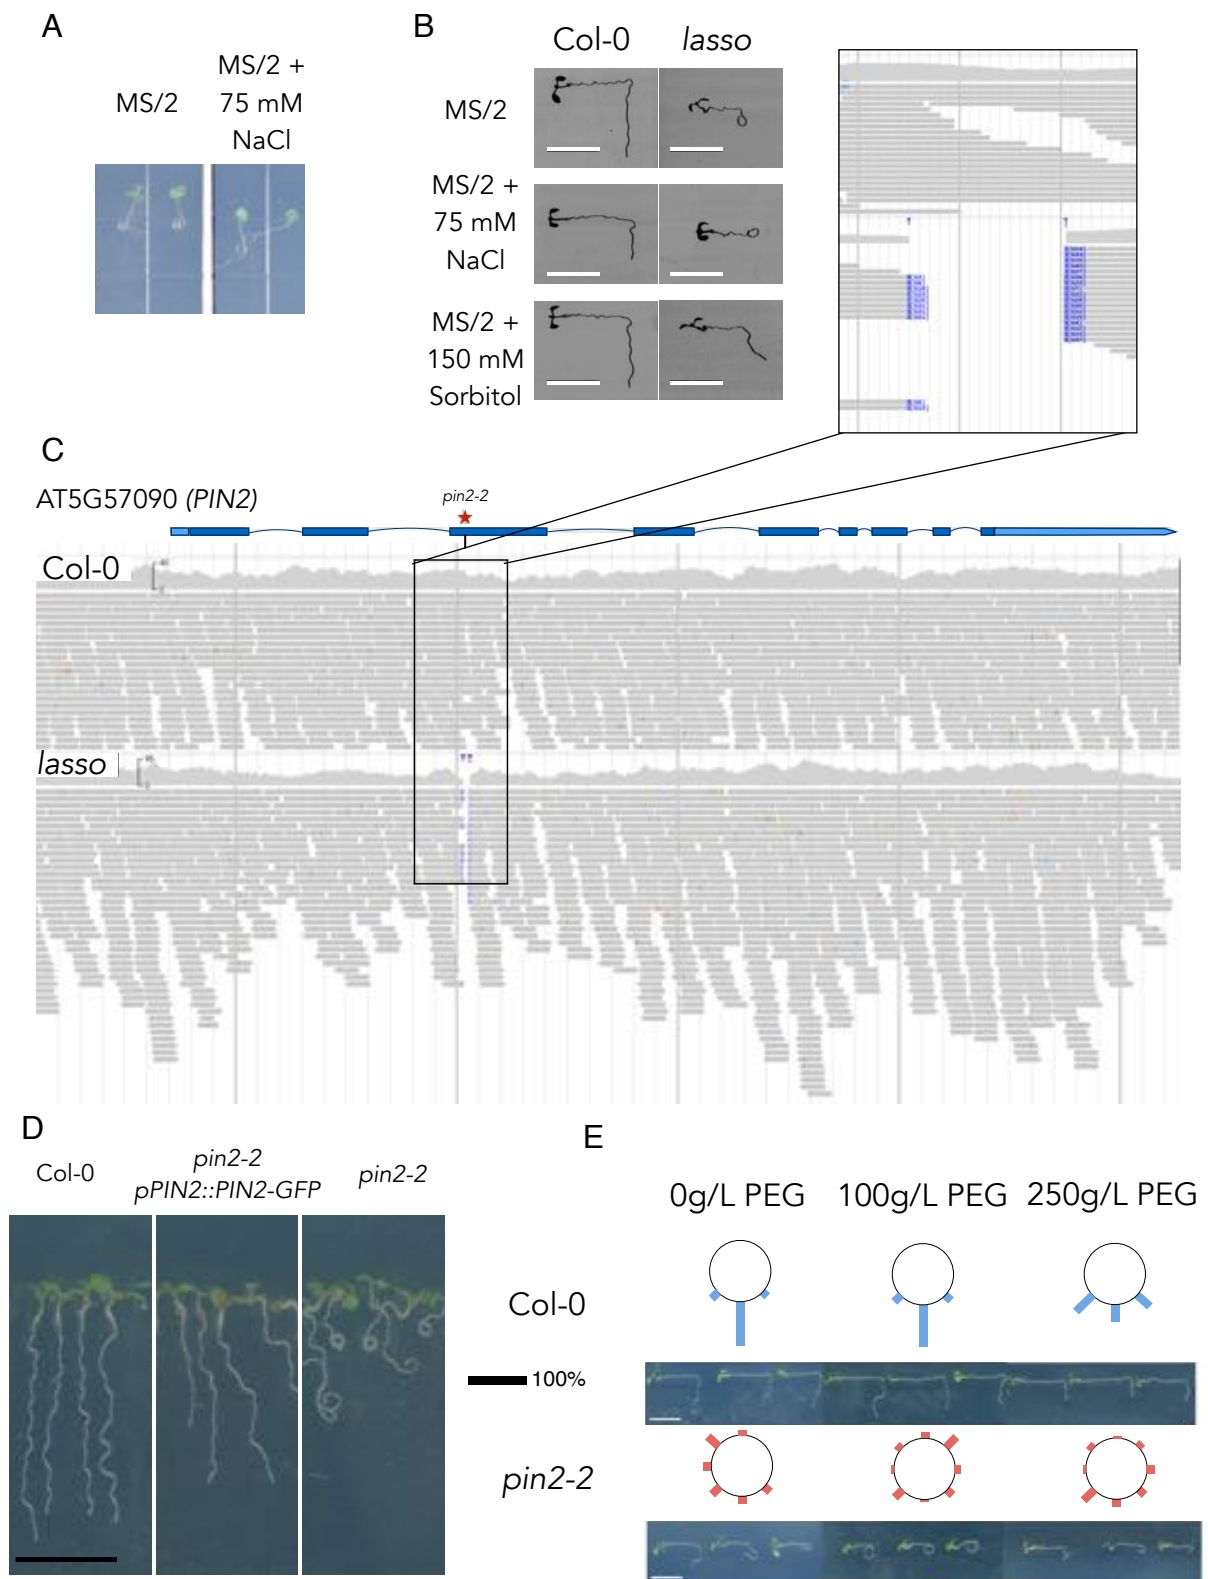 A
MS/2
MS/2 +
75 mM
NaCl
B
Col-0
lasso
MS/2
MS/2 +
75 mM
NaCl
MS/2 +
150 mM
Sorbitol
C
AT5G57090 (PIN2)
pin2-2
Col-0
lasso
D
Col-0
pin2-2
pPIN2::PIN2-GFP
pin2-2
E
0g/L PEG
100g/L PEG
250g/L PEG
Col-0
100%
pin2-2